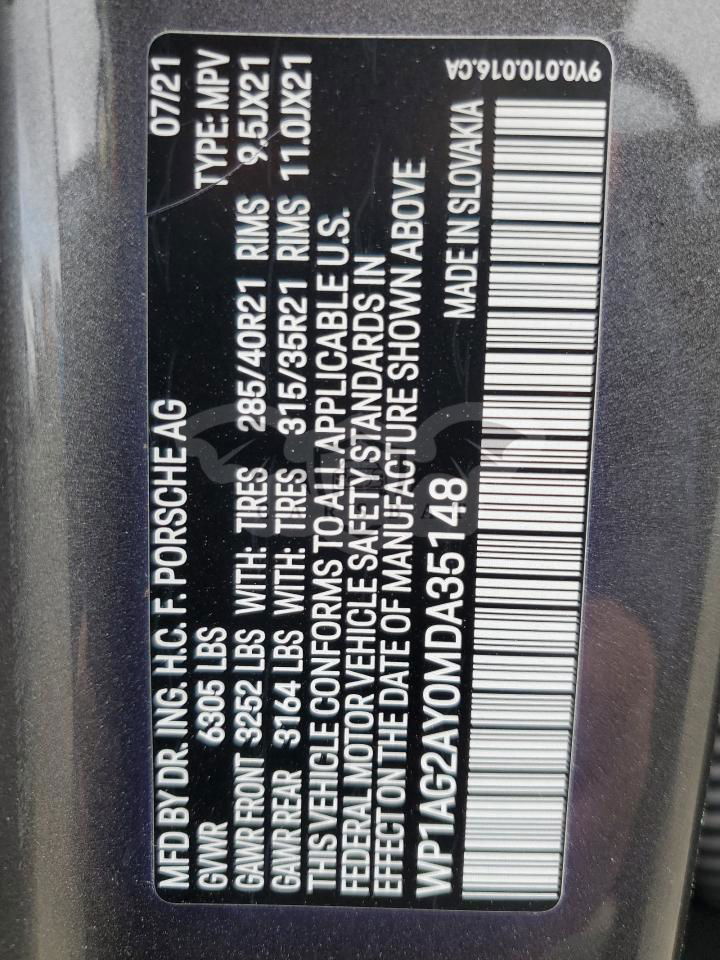 MFD BY DR. ING. H.C. F. PORSCHE AG 07/21
GVWR 6305 LBS TYPE: MPV
GAWR FRONT 3252 LBS WITH: TIRES 285/40R21 RIMS 9.5JX21
GAWR REAR 3164 LBS WITH: TIRES 315/35R21 RIMS 11.0JX21
THIS VEHICLE CONFORMS TO ALL APPLICABLE U.S.
FEDERAL MOTOR VEHICLE SAFETY STANDARDS IN
EFFECT ON THE DATE OF MANUFACTURE SHOWN ABOVE
WP1AG2AY0MDA35148 MADE IN SLOVAKIA
9Y0.010.016.CA